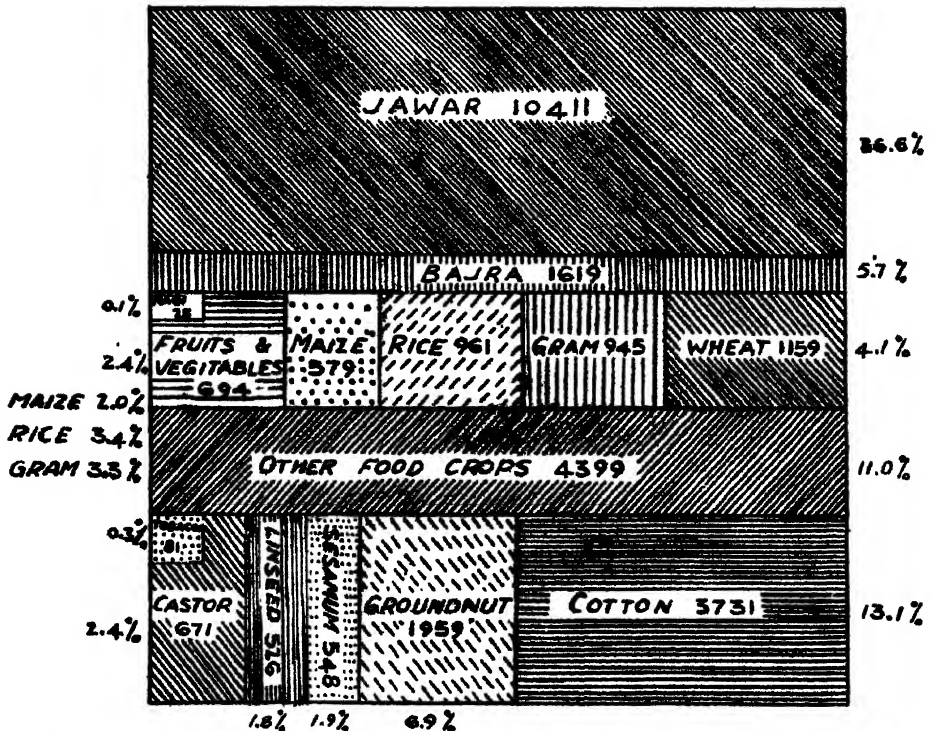 JAWAR 10411
36.6%
BAJRA 1619
5.7%
0.1%
FRUITS &
VEGITABLES
694
2.4%
MAIZE
579
RICE 961
GRAM 945
WHEAT 1159
4.1%
MAIZE 2.0%
RICE 3.4%
GRAM 3.3%
OTHER FOOD CROPS 4399
11.0%
0.3%
81
CASTOR
671
2.4%
LINSEED 526
SESAMUM 548
GROUNDNUT
1959
COTTON 3731
13.1%
1.8%
1.9%
6.9%